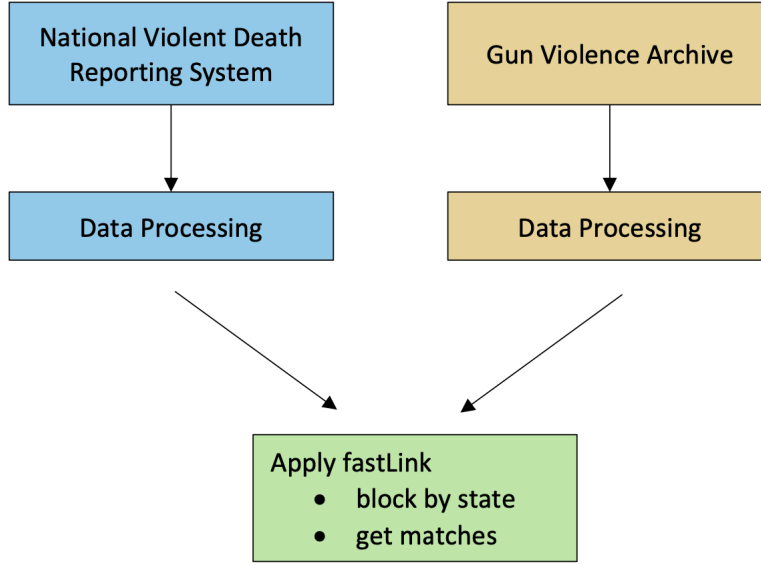 National Violent Death
Reporting System
Gun Violence Archive
Data Processing
Data Processing
Apply fastLink
• block by state
• get matches